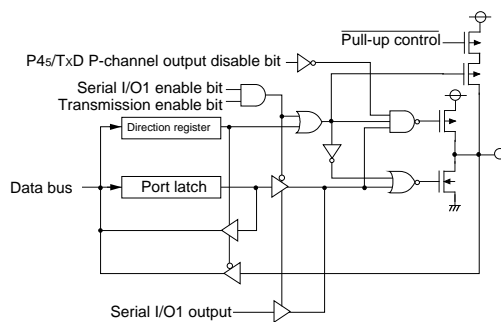 Pull-up control
P45/TxD P-channel output disable bit
Serial I/O1 enable bit
Transmission enable bit
Direction register
Data bus
Port latch
Serial I/O1 output